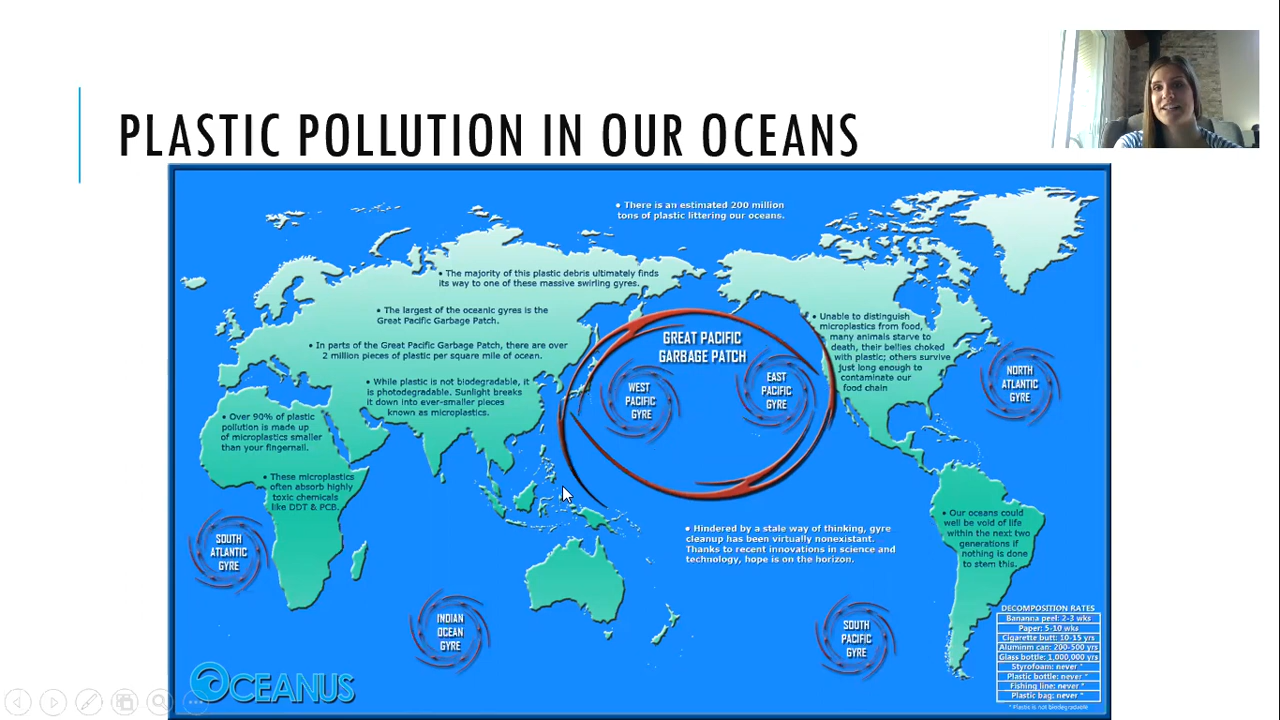 PLASTIC POLLUTION IN OUR OCEANS
• There is an estimated 200 million
tons of plastic littering our oceans.
• The majority of this plastic debris ultimately finds
its way to one of these massive swirling gyres.
• The largest of the oceanic gyres is the
Great Pacific Garbage Patch.
• In parts of the Great Pacific Garbage Patch, there are over
2 million pieces of plastic per square mile of ocean.
• While plastic is not biodegradable, it
is photodegradable. Sunlight breaks
it down into ever-smaller pieces
known as microplastics.
• Over 90% of plastic
pollution is made up
of microplastics smaller
than your fingernail.
• These microplastics
often absorb highly
toxic chemicals
like DDT & PCB.
GREAT PACIFIC
GARBAGE PATCH
WEST
PACIFIC
GYRE
EAST
PACIFIC
GYRE
• Unable to distinguish
microplastics from food,
many animals starve to
death, their bellies choked
with plastic; others survive
just long enough to
contaminate our
food chain
NORTH
ATLANTIC
GYRE
SOUTH
ATLANTIC
GYRE
INDIAN
OCEAN
GYRE
• Hindered by a stale way of thinking, gyre
cleanup has been virtually nonexistant.
Thanks to recent innovations in science and
technology, hope is on the horizon.
• Our oceans could
well be void of life
within the next two
generations if
nothing is done
to stem this.
SOUTH
PACIFIC
GYRE
DECOMPOSITION RATES
Bananna peel: 2-3 wks
Paper: 5-10 wks
Cigarette butt: 10-15 yrs
Aluminm can: 200-500 yrs
Glass bottle: 1,000,000 yrs
Styrofoam: never *
Plastic bottle: never *
Fishing line: never *
Plastic bag: never *
* Plastic is not biodegradable
OCEANUS